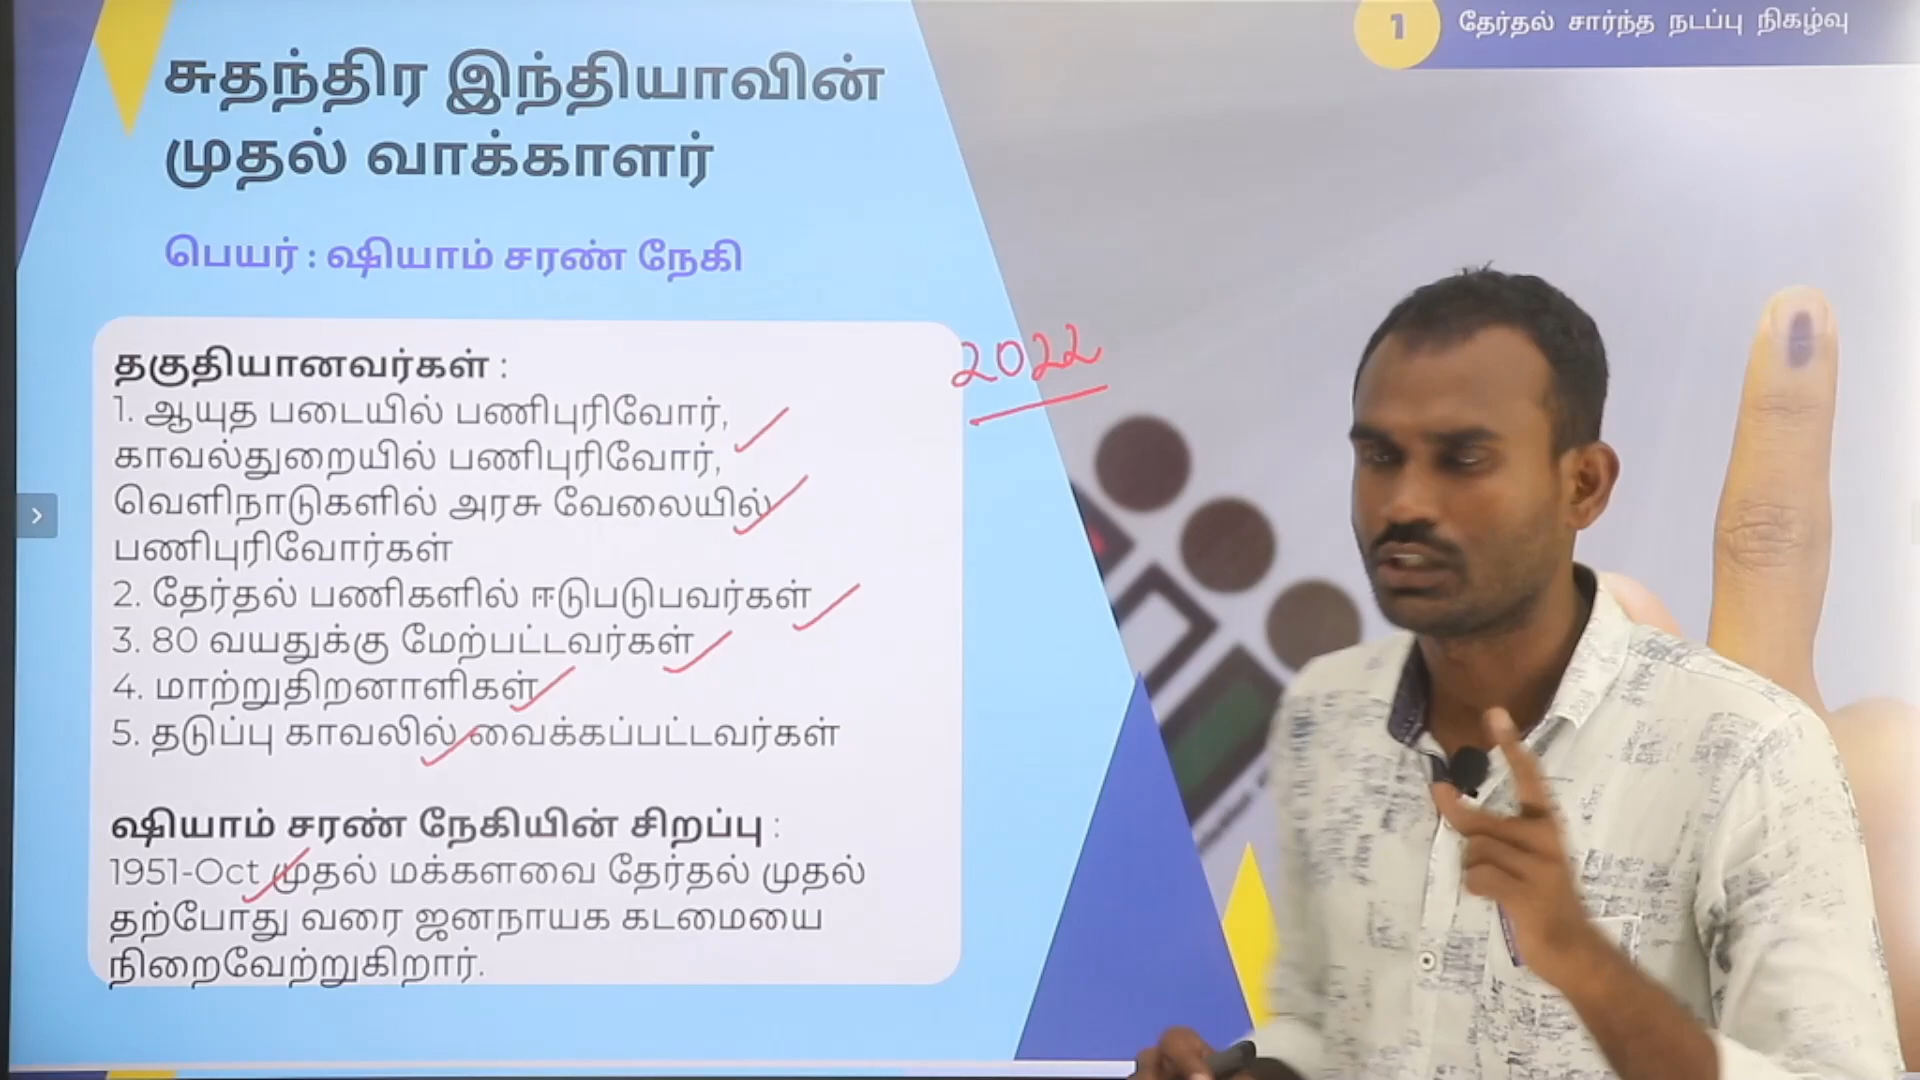 1 தேர்தல் சார்ந்த நடப்பு நிகழ்வு
சுதந்திர இந்தியாவின்
முதல் வாக்காளர்
பெயர் : ஷியாம் சரண் நேகி
2022
தகுதியானவர்கள் :
1. ஆயுத படையில் பணிபுரிவோர்,
காவல்துறையில் பணிபுரிவோர்,
வெளிநாடுகளில் அரசு வேலையில்
பணிபுரிவோர்கள்
2. தேர்தல் பணிகளில் ஈடுபடுபவர்கள்
3. 80 வயதுக்கு மேற்பட்டவர்கள்
4. மாற்றுதிறனாளிகள்
5. தடுப்பு காவலில் வைக்கப்பட்டவர்கள்
ஷியாம் சரண் நேகியின் சிறப்பு :
1951-Oct முதல் மக்களவை தேர்தல் முதல்
தற்போது வரை ஜனநாயக கடமையை
நிறைவேற்றுகிறார்.